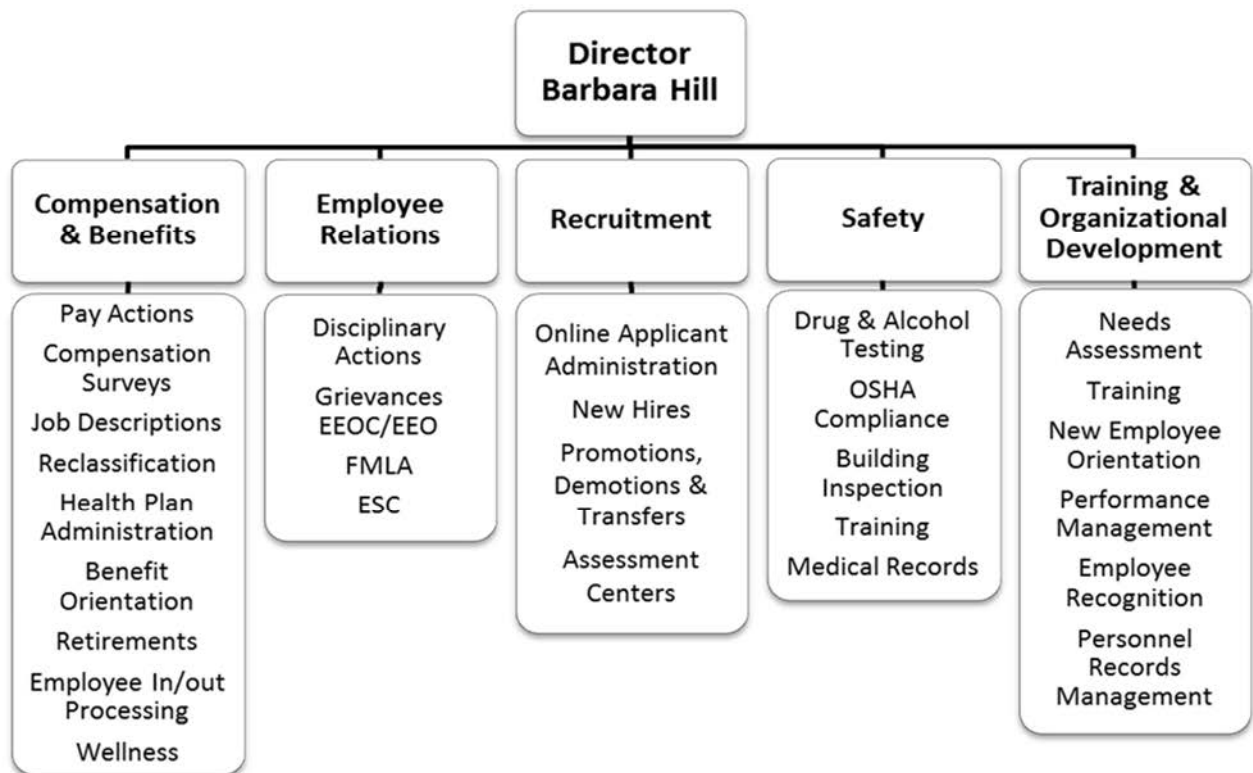 Director
Barbara Hill
Compensation
& Benefits
Pay Actions
Compensation
Surveys
Job Descriptions
Reclassification
Health Plan
Administration
Benefit
Orientation
Retirements
Employee In/out
Processing
Wellness
Employee
Relations
Disciplinary
Actions
Grievances
EEOC/EEO
FMLA
ESC
Recruitment
Online Applicant
Administration
New Hires
Promotions,
Demotions &
Transfers
Assessment
Centers
Safety
Drug & Alcohol
Testing
OSHA
Compliance
Building
Inspection
Training
Medical Records
Training &
Organizational
Development
Needs
Assessment
Training
New Employee
Orientation
Performance
Management
Employee
Recognition
Personnel
Records
Management